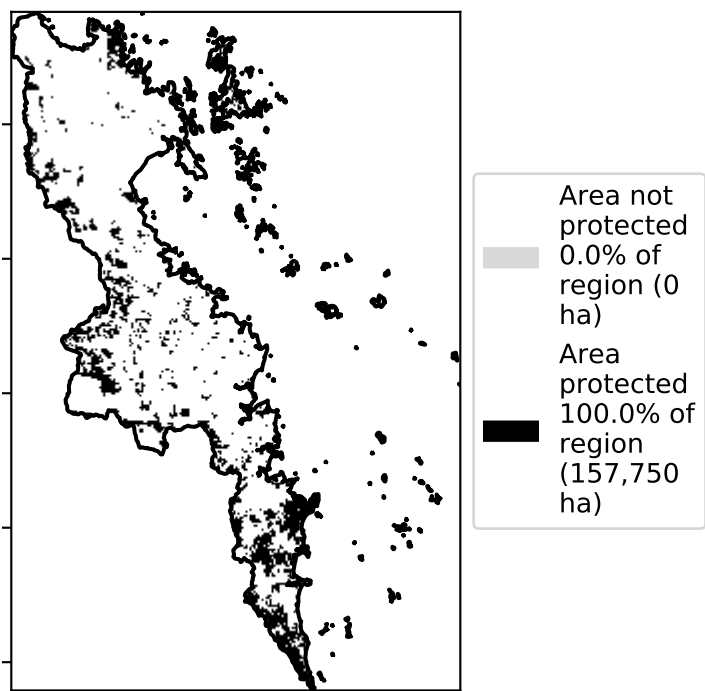 Area not
protected
0.0% of
region (0
ha)
Area
protected
100.0% of
region
(157,750
ha)